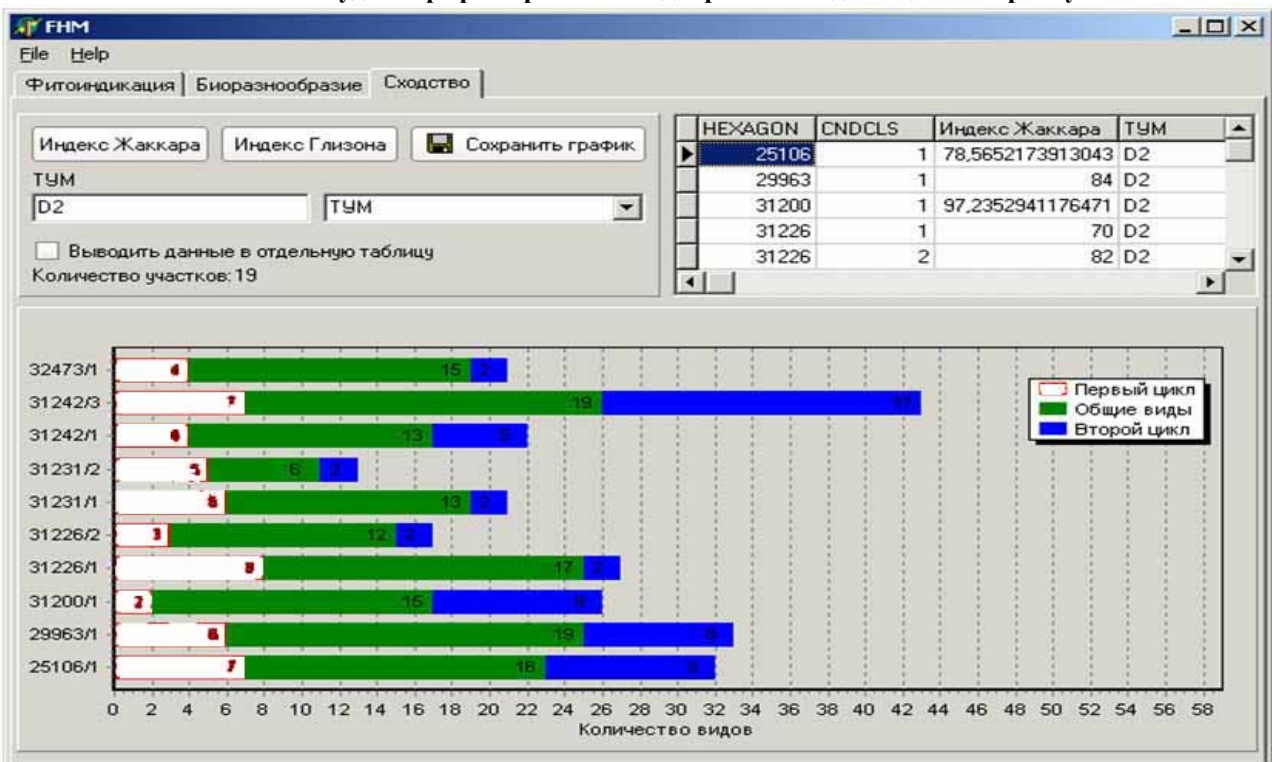 FHM
File Help
Фитоиндикация Биоразнообразие Сходство
Индекс Жаккара Индекс Глизона Сохранить график
ТУМ
D2 ТУМ
Выводить данные в отдельную таблицу
Количество участков: 19
HEXAGON CNDCLS Индекс Жаккара ТУМ
25106 1 78,5652173913043 D2
29963 1 84 D2
31200 1 97,2352941176471 D2
31226 1 70 D2
31226 2 82 D2
Первый цикл
Общие виды
Второй цикл
32473/1 4 15 2
31242/3 7 19 17
31242/1 13 5
31231/2 5 6 2
31231/1 13 2
31226/2 3 12 2
31226/1 17 2
31200/1 2 15
29963/1 6 19 8
25106/1 7 16 9
0 2 4 6 8 10 12 14 16 18 20 22 24 26 28 30 32 34 36 38 40 42 44 46 48 50 52 54 56 58
Количество видов